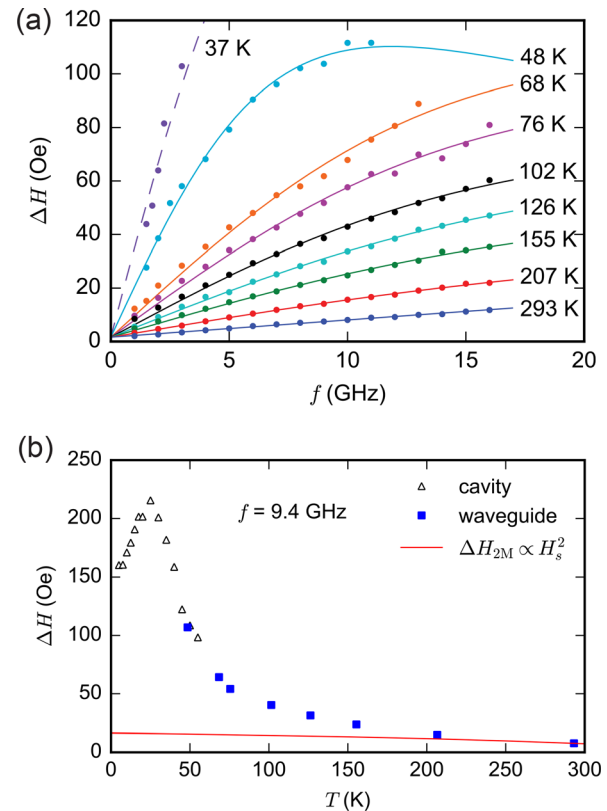 (a)
120
100
80
60
40
20
0
ΔH (Oe)
37 K
48 K
68 K
76 K
102 K
126 K
155 K
207 K
293 K
0 5 10 15 20
f (GHz)
(b)
250
200
150
100
50
0
ΔH (Oe)
f = 9.4 GHz
cavity
waveguide
ΔH₂M ∝ Hₛ²
0 50 100 150 200 250 300
T (K)